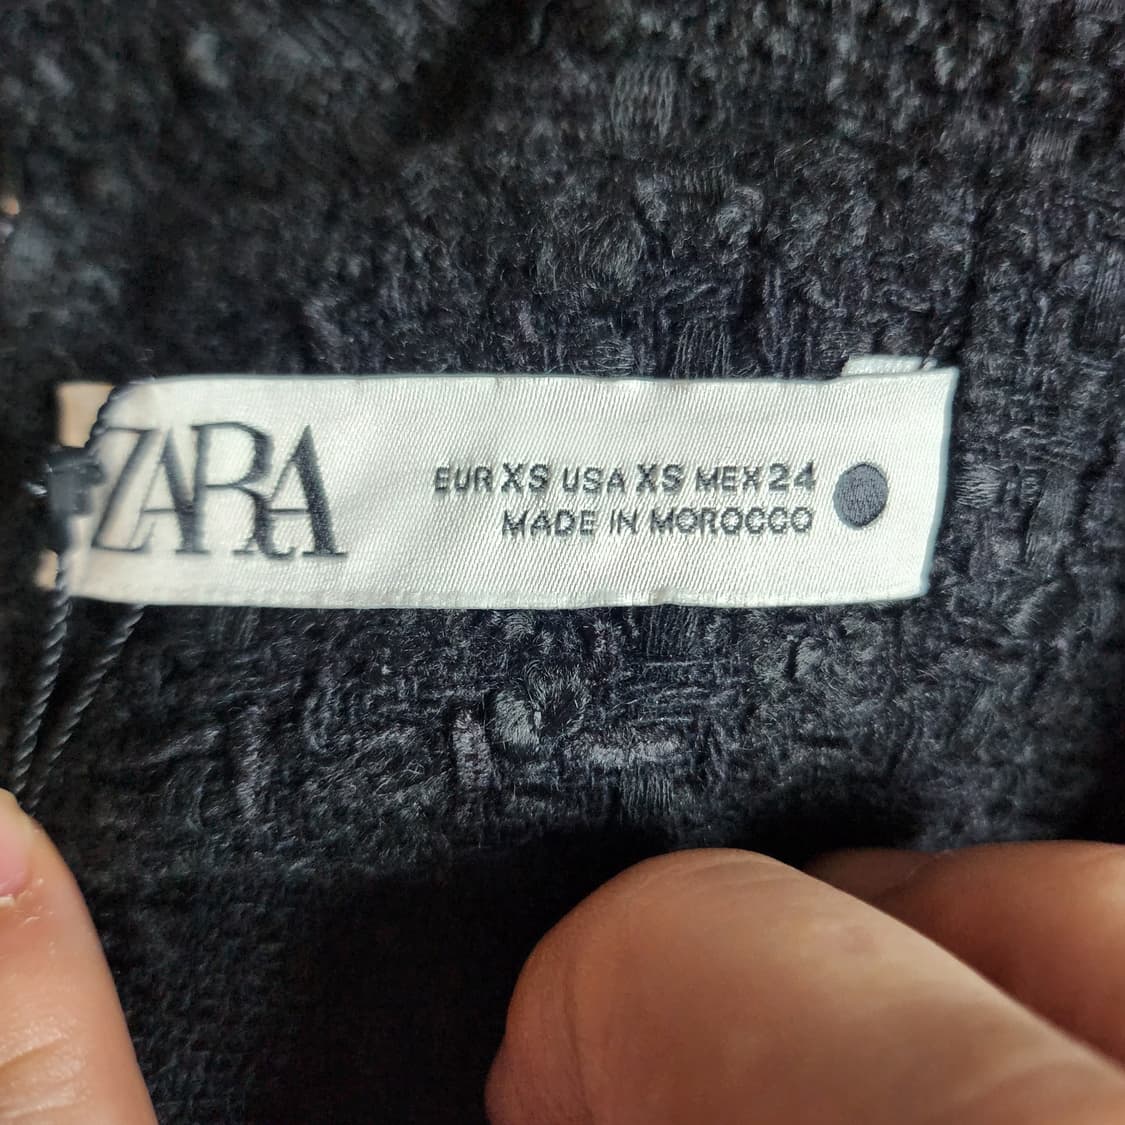 ZARA
EUR XS USA XS MEX 24
MADE IN MOROCCO